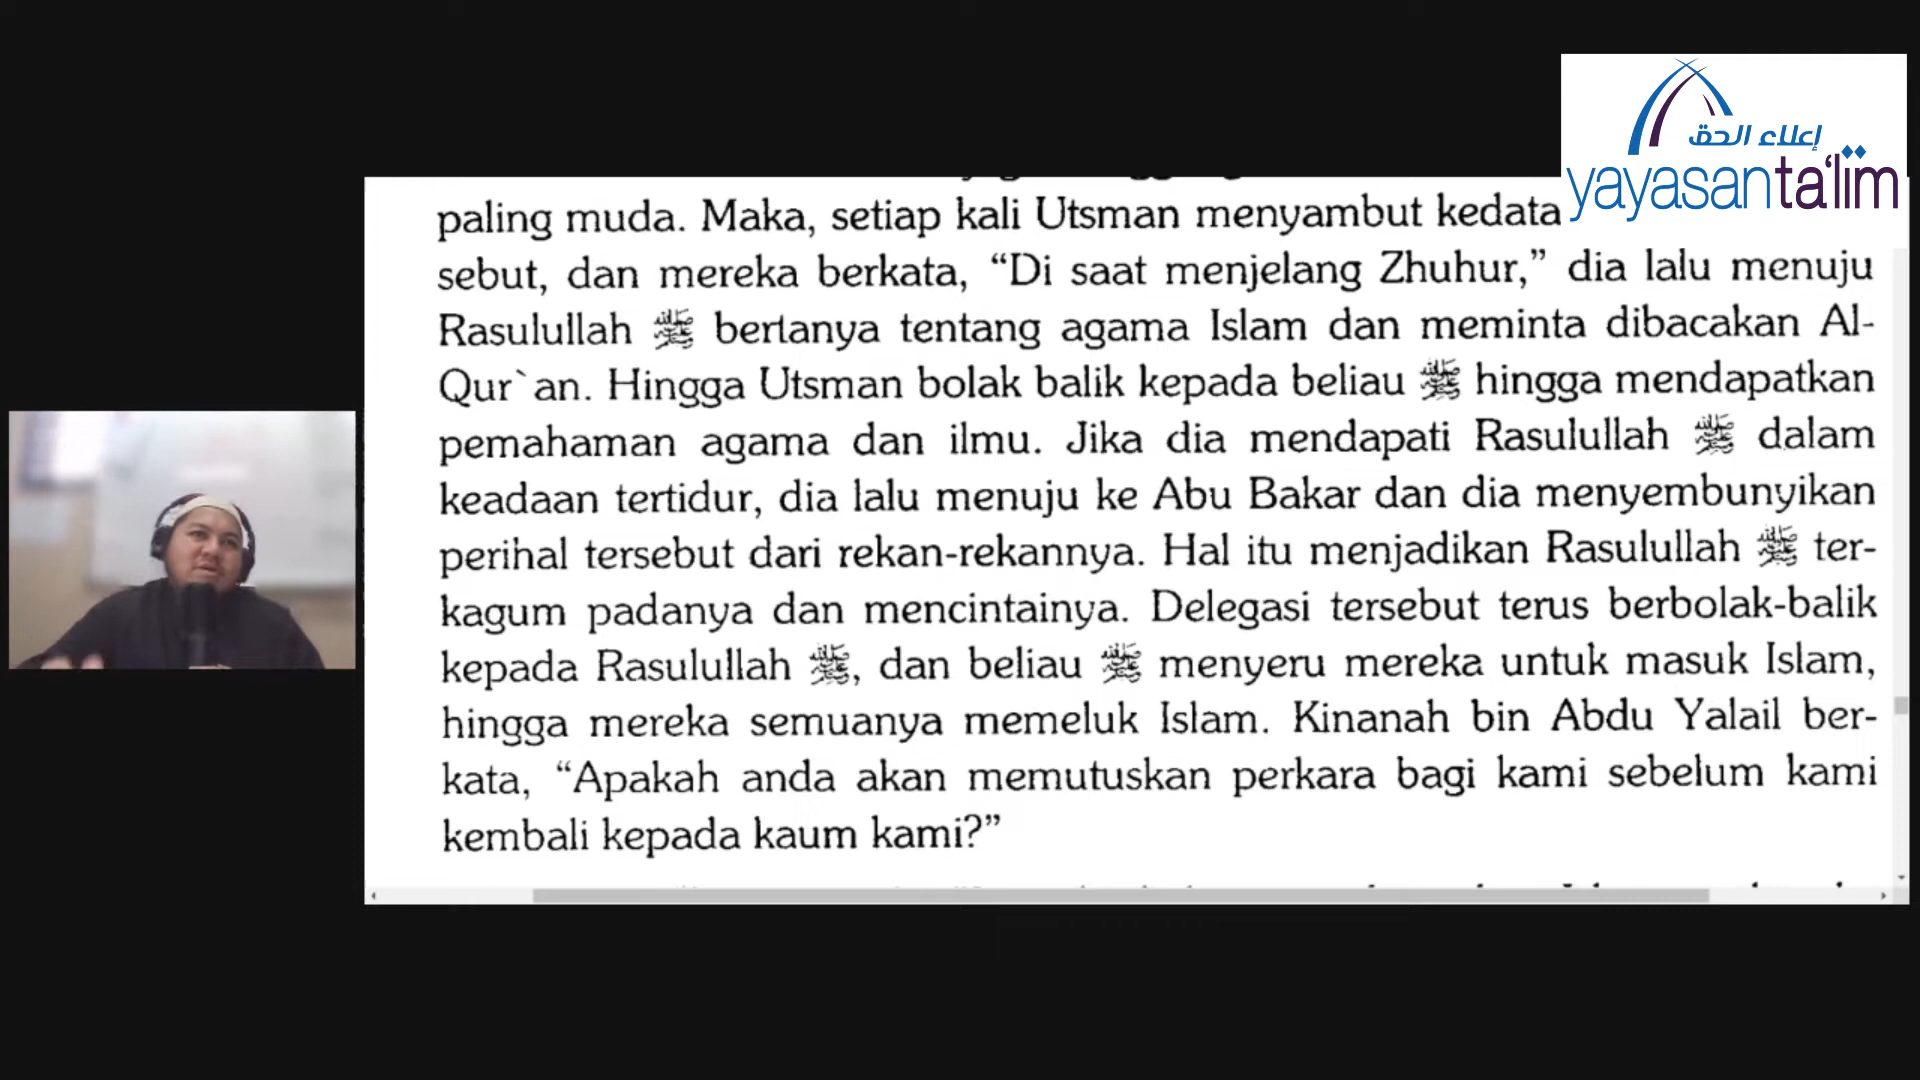 إعلاء الحق
yayasanta'lim
paling muda. Maka, setiap kali Utsman menyambut kedata
sebut, dan mereka berkata, “Di saat menjelang Zhuhur,” dia lalu menuju
Rasulullah ﷺ bertanya tentang agama Islam dan meminta dibacakan Al-
Qur`an. Hingga Utsman bolak balik kepada beliau ﷺ hingga mendapatkan
pemahaman agama dan ilmu. Jika dia mendapati Rasulullah ﷺ dalam
keadaan tertidur, dia lalu menuju ke Abu Bakar dan dia menyembunyikan
perihal tersebut dari rekan-rekannya. Hal itu menjadikan Rasulullah ﷺ ter-
kagum padanya dan mencintainya. Delegasi tersebut terus berbolak-balik
kepada Rasulullah ﷺ, dan beliau ﷺ menyeru mereka untuk masuk Islam,
hingga mereka semuanya memeluk Islam. Kinanah bin Abdu Yalail ber-
kata, “Apakah anda akan memutuskan perkara bagi kami sebelum kami
kembali kepada kaum kami?”